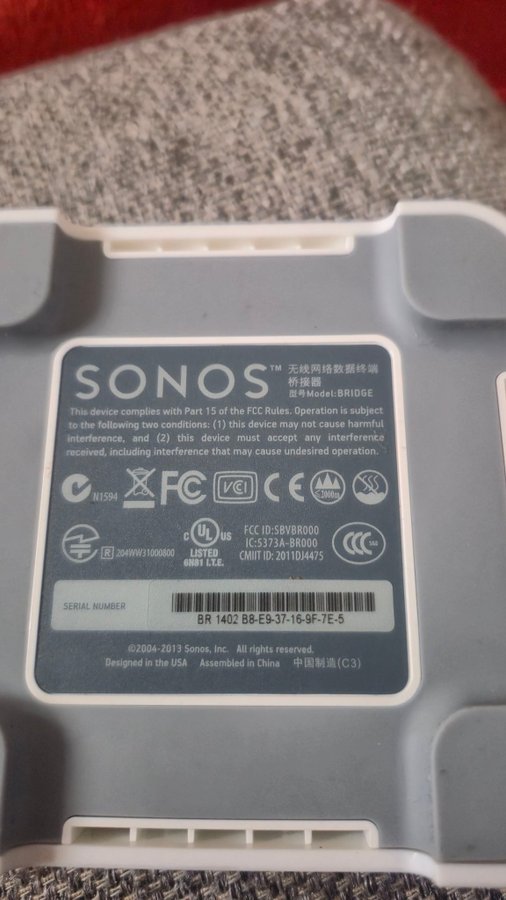 SONOS™ 无线网络数据终端
桥接器
型号Model: BRIDGE
This device complies with Part 15 of the FCC Rules. Operation is subject
to the following two conditions: (1) this device may not cause harmful
interference, and (2) this device must accept any interference
received, including interference that may cause undesired operation.
N1594 FC VCI CE ≤2000m
R 204WW31000800 c UL US FCC ID:SBVBR000 CCC
LISTED IC:5373A-BR000
6N81 I.T.E. CMIIT ID: 2011DJ4475
SERIAL NUMBER
BR 1402 B8-E9-37-16-9F-7E-5
©2004-2013 Sonos, Inc. All rights reserved.
Designed in the USA Assembled in China 中国制造(C3)